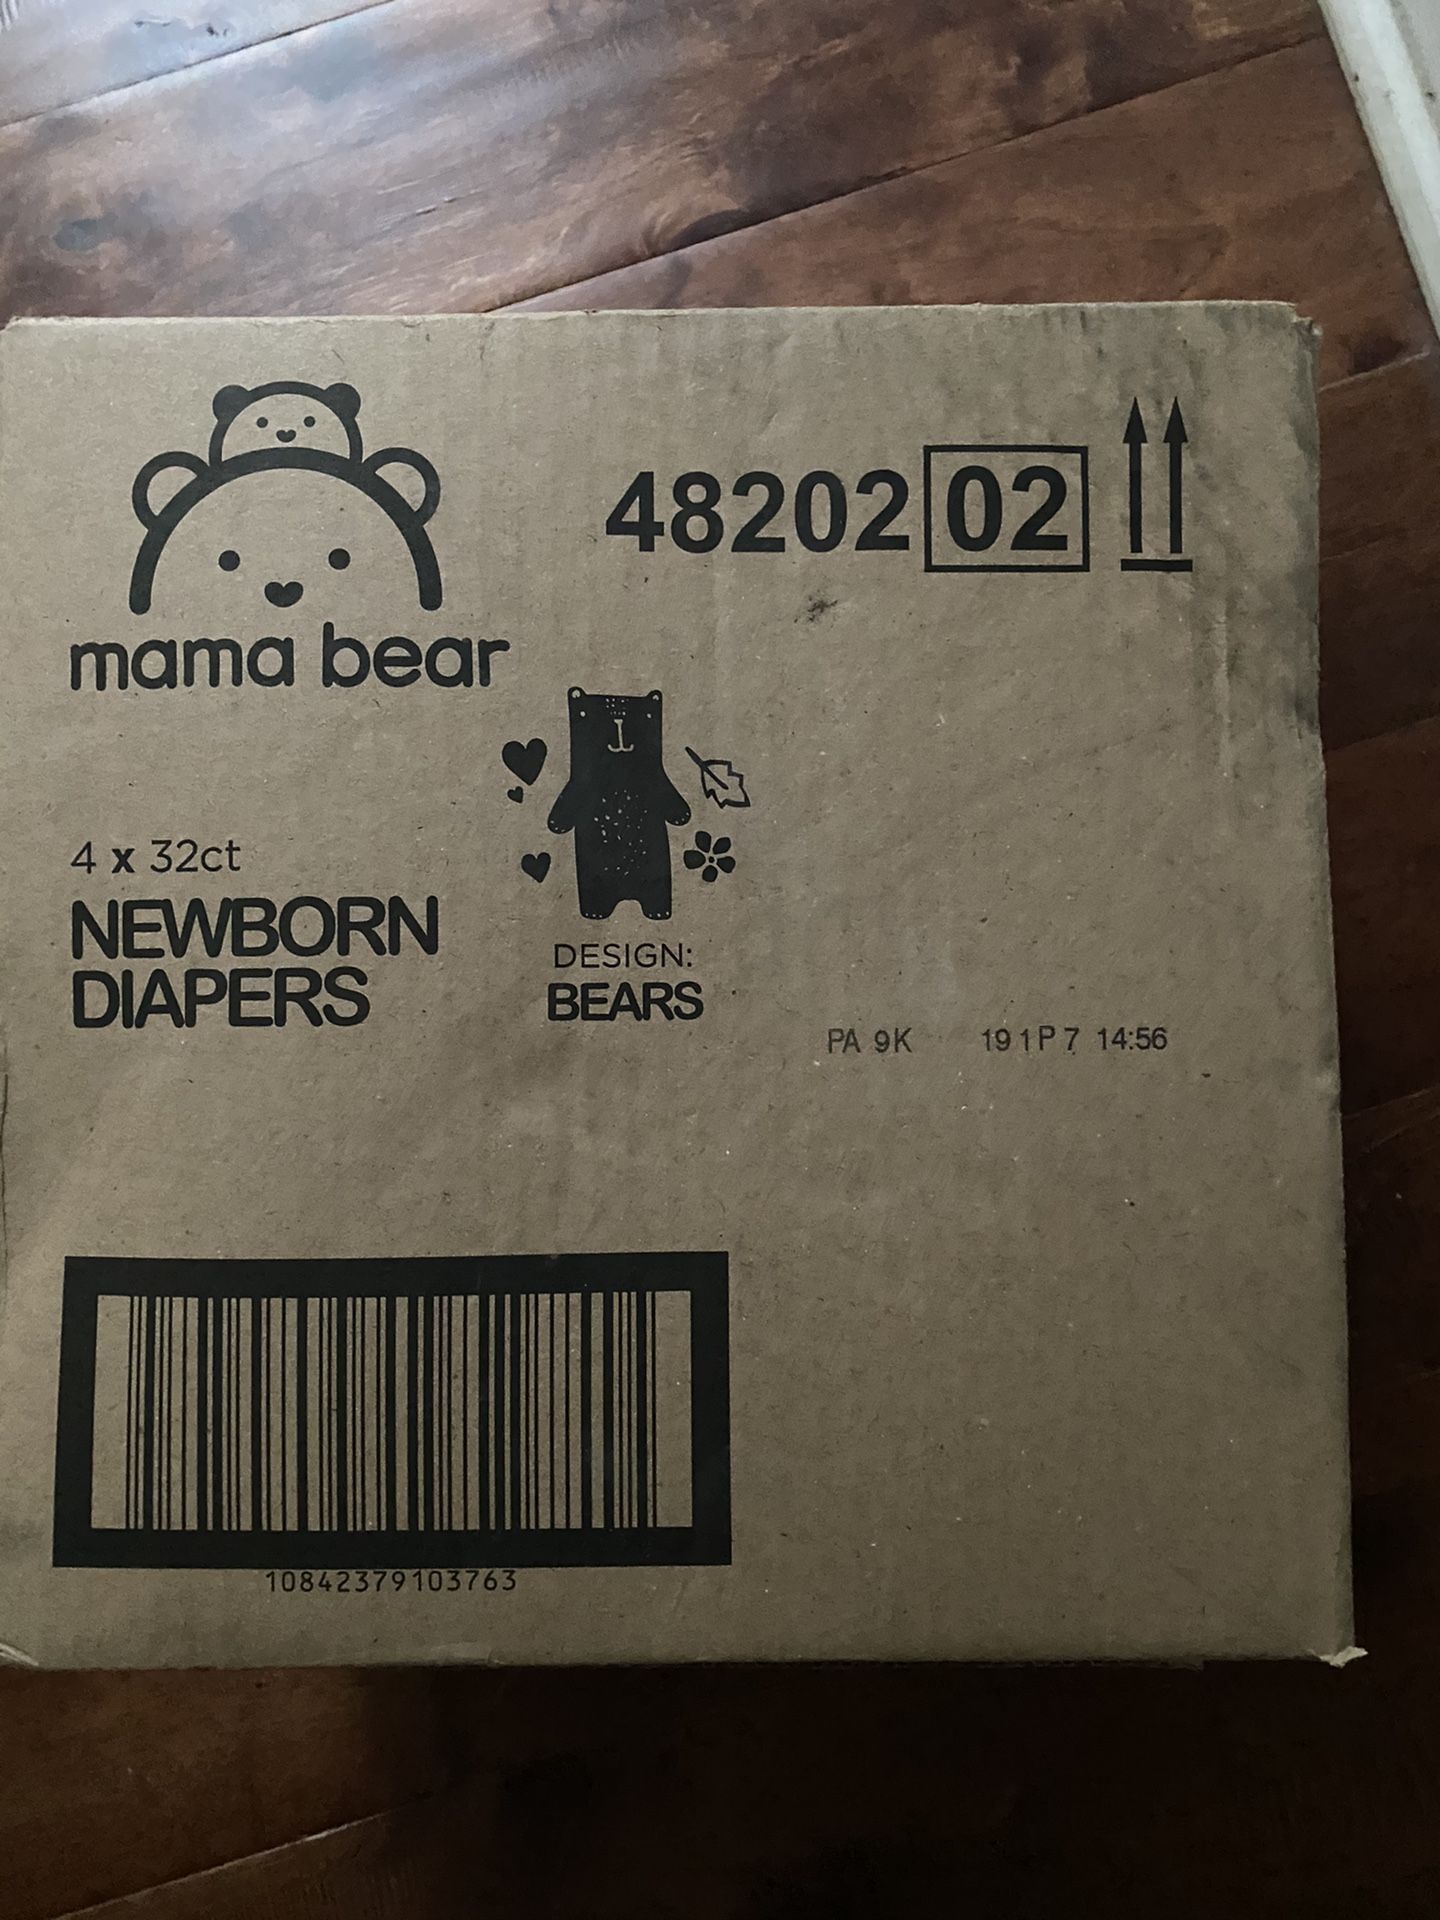 48202 02
mama bear
4 x 32ct
NEWBORN
DIAPERS
DESIGN:
BEARS
PA 9K 191P7 14:56
10842379103763